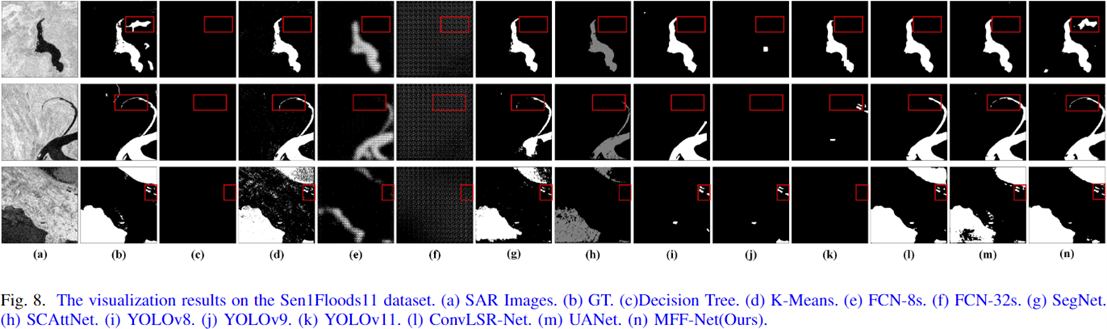 (a) (b) (c) (d) (e) (f) (g) (h) (i) (j) (k) (l) (m) (n)
Fig. 8. The visualization results on the Sen1Floods11 dataset. (a) SAR Images. (b) GT. (c)Decision Tree. (d) K-Means. (e) FCN-8s. (f) FCN-32s. (g) SegNet.
(h) SCAttNet. (i) YOLOv8. (j) YOLOv9. (k) YOLOv11. (l) ConvLSR-Net. (m) UANet. (n) MFF-Net(Ours).